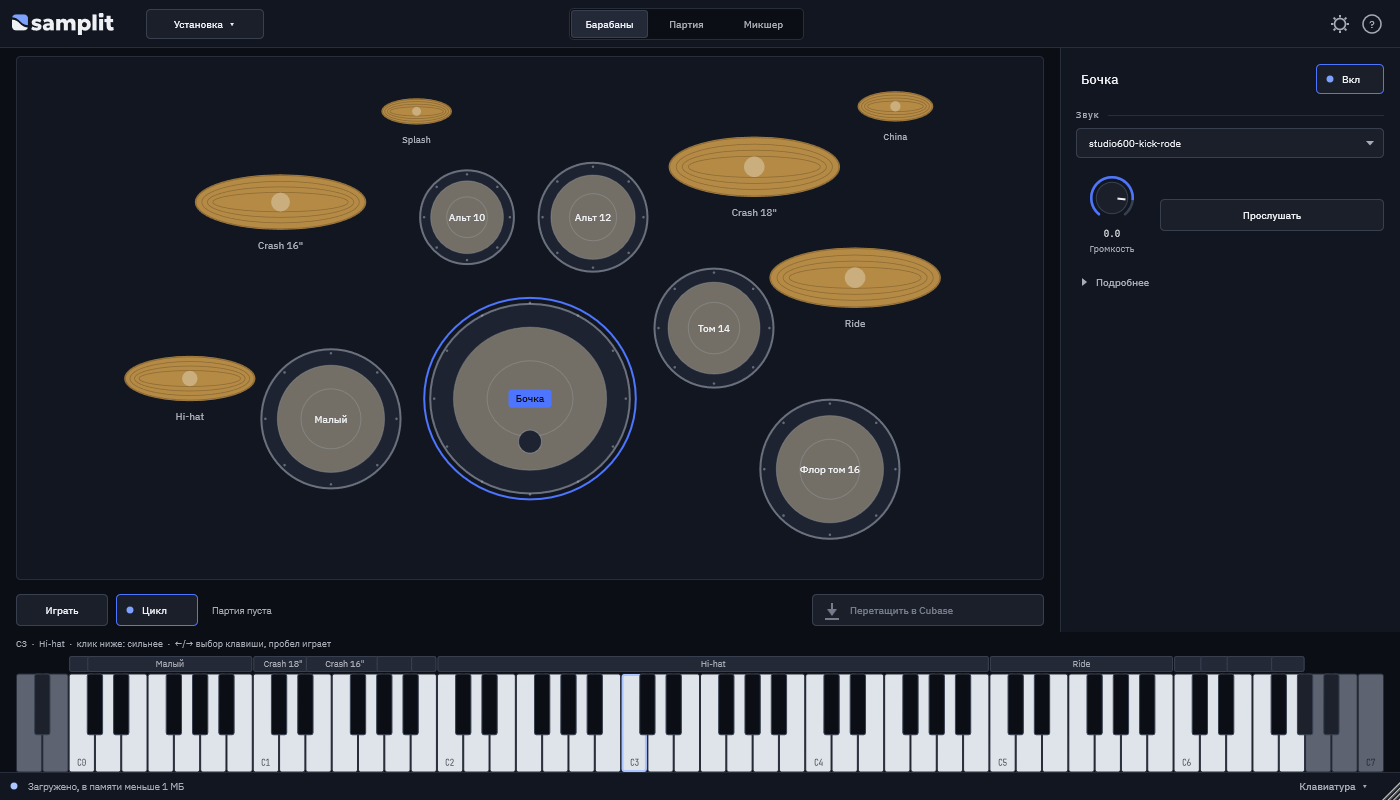 samplit
Установка
Барабаны
Партия
Микшер
?
Splash
China
Crash 16"
Альт 10
Альт 12
Crash 18"
Ride
Том 14
Hi-hat
Малый
Бочка
Флор том 16
Бочка
Вкл
Звук
studio600-kick-rode
0.0
Громкость
Прослушать
Подробнее
Играть
Цикл
Партия пуста
Перетащить в Cubase
C3 · Hi-hat · клик ниже: сильнее · ←/→ выбор клавиши, пробел играет
Малый
Crash 18"
Crash 16"
Hi-hat
Ride
C0
C1
C2
C3
C4
C5
C6
C7
Загружено, в памяти меньше 1 МБ
Клавиатура